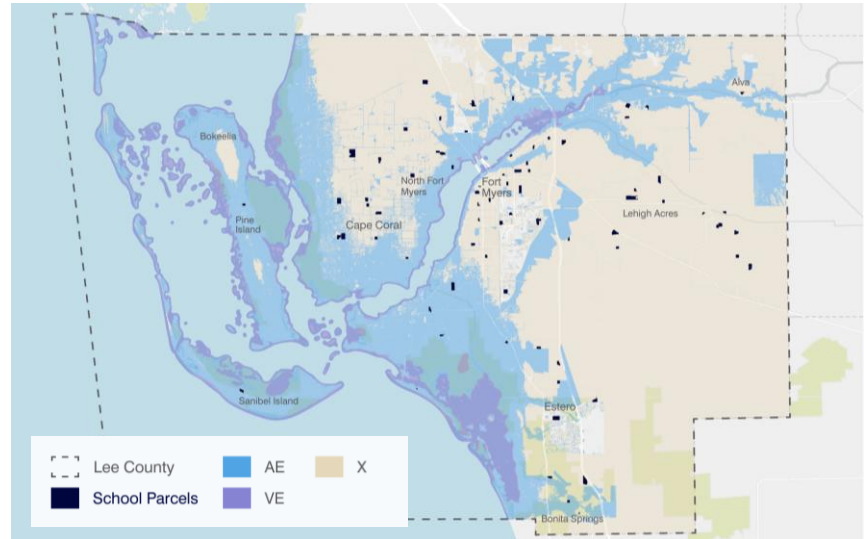 Alva
Bokeelia
North Fort
Myers
Fort
Myers
Pine
Island
Lehigh Acres
Cape Coral
Sanibel Island
Estero
Bonita Springs
Lee County
AE
X
School Parcels
VE